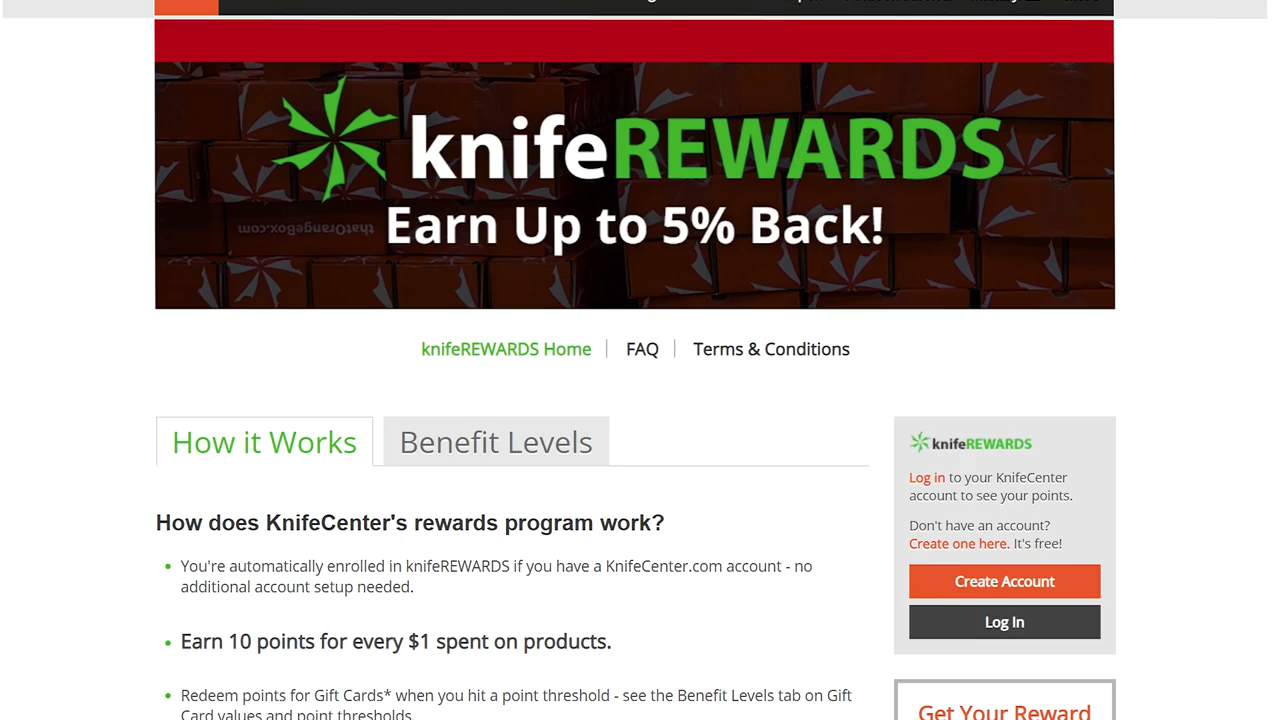 knifeREWARDS
Earn Up to 5% Back!
thatOrangeBox.com
knifeREWARDS Home
FAQ
Terms & Conditions
How it Works
Benefit Levels
How does KnifeCenter's rewards program work?
You're automatically enrolled in knifeREWARDS if you have a KnifeCenter.com account - no
additional account setup needed.
Earn 10 points for every $1 spent on products.
Redeem points for Gift Cards* when you hit a point threshold - see the Benefit Levels tab on Gift
Card values and point thresholds.
knifeREWARDS
Log in to your KnifeCenter
account to see your points.
Don't have an account?
Create one here. It's free!
Create Account
Log In
Get Your Reward